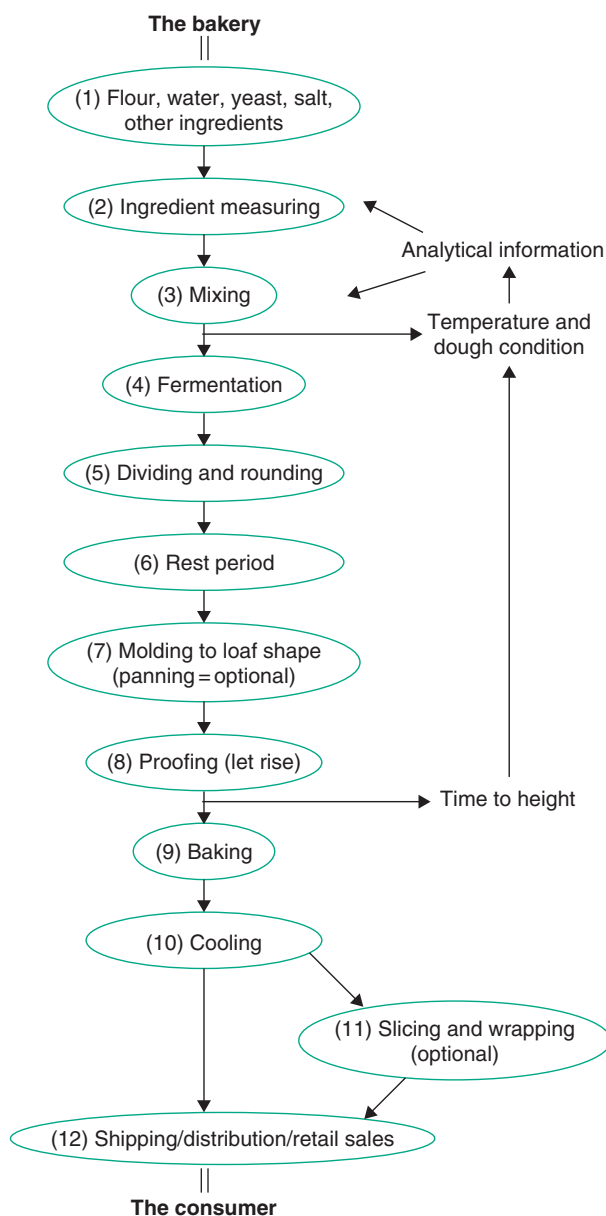 The bakery
(1) Flour, water, yeast, salt,
other ingredients
(2) Ingredient measuring
Analytical information
(3) Mixing
Temperature and
dough condition
(4) Fermentation
(5) Dividing and rounding
(6) Rest period
(7) Molding to loaf shape
(panning = optional)
(8) Proofing (let rise)
Time to height
(9) Baking
(10) Cooling
(11) Slicing and wrapping
(optional)
(12) Shipping/distribution/retail sales
The consumer